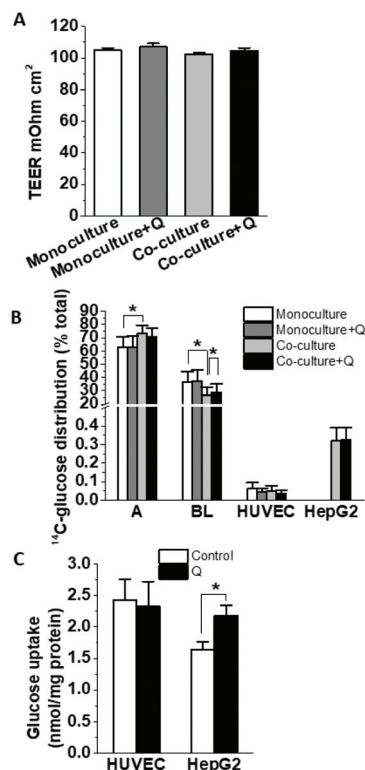 A
TEER mOhm cm²
120
100
80
60
40
20
0
Monoculture
Monoculture+Q
Co-culture
Co-culture+Q
B
¹⁴C-glucose distribution (% total)
90
80
70
60
50
40
30
20
0.4
0.3
0.2
0.1
0.0
*
*
*
Monoculture
Monoculture+Q
Co-culture
Co-culture+Q
A
BL
HUVEC
HepG2
C
Glucose uptake
(nmol/mg protein)
3.0
2.5
2.0
1.5
1.0
0.5
0.0
Control
Q
*
HUVEC
HepG2